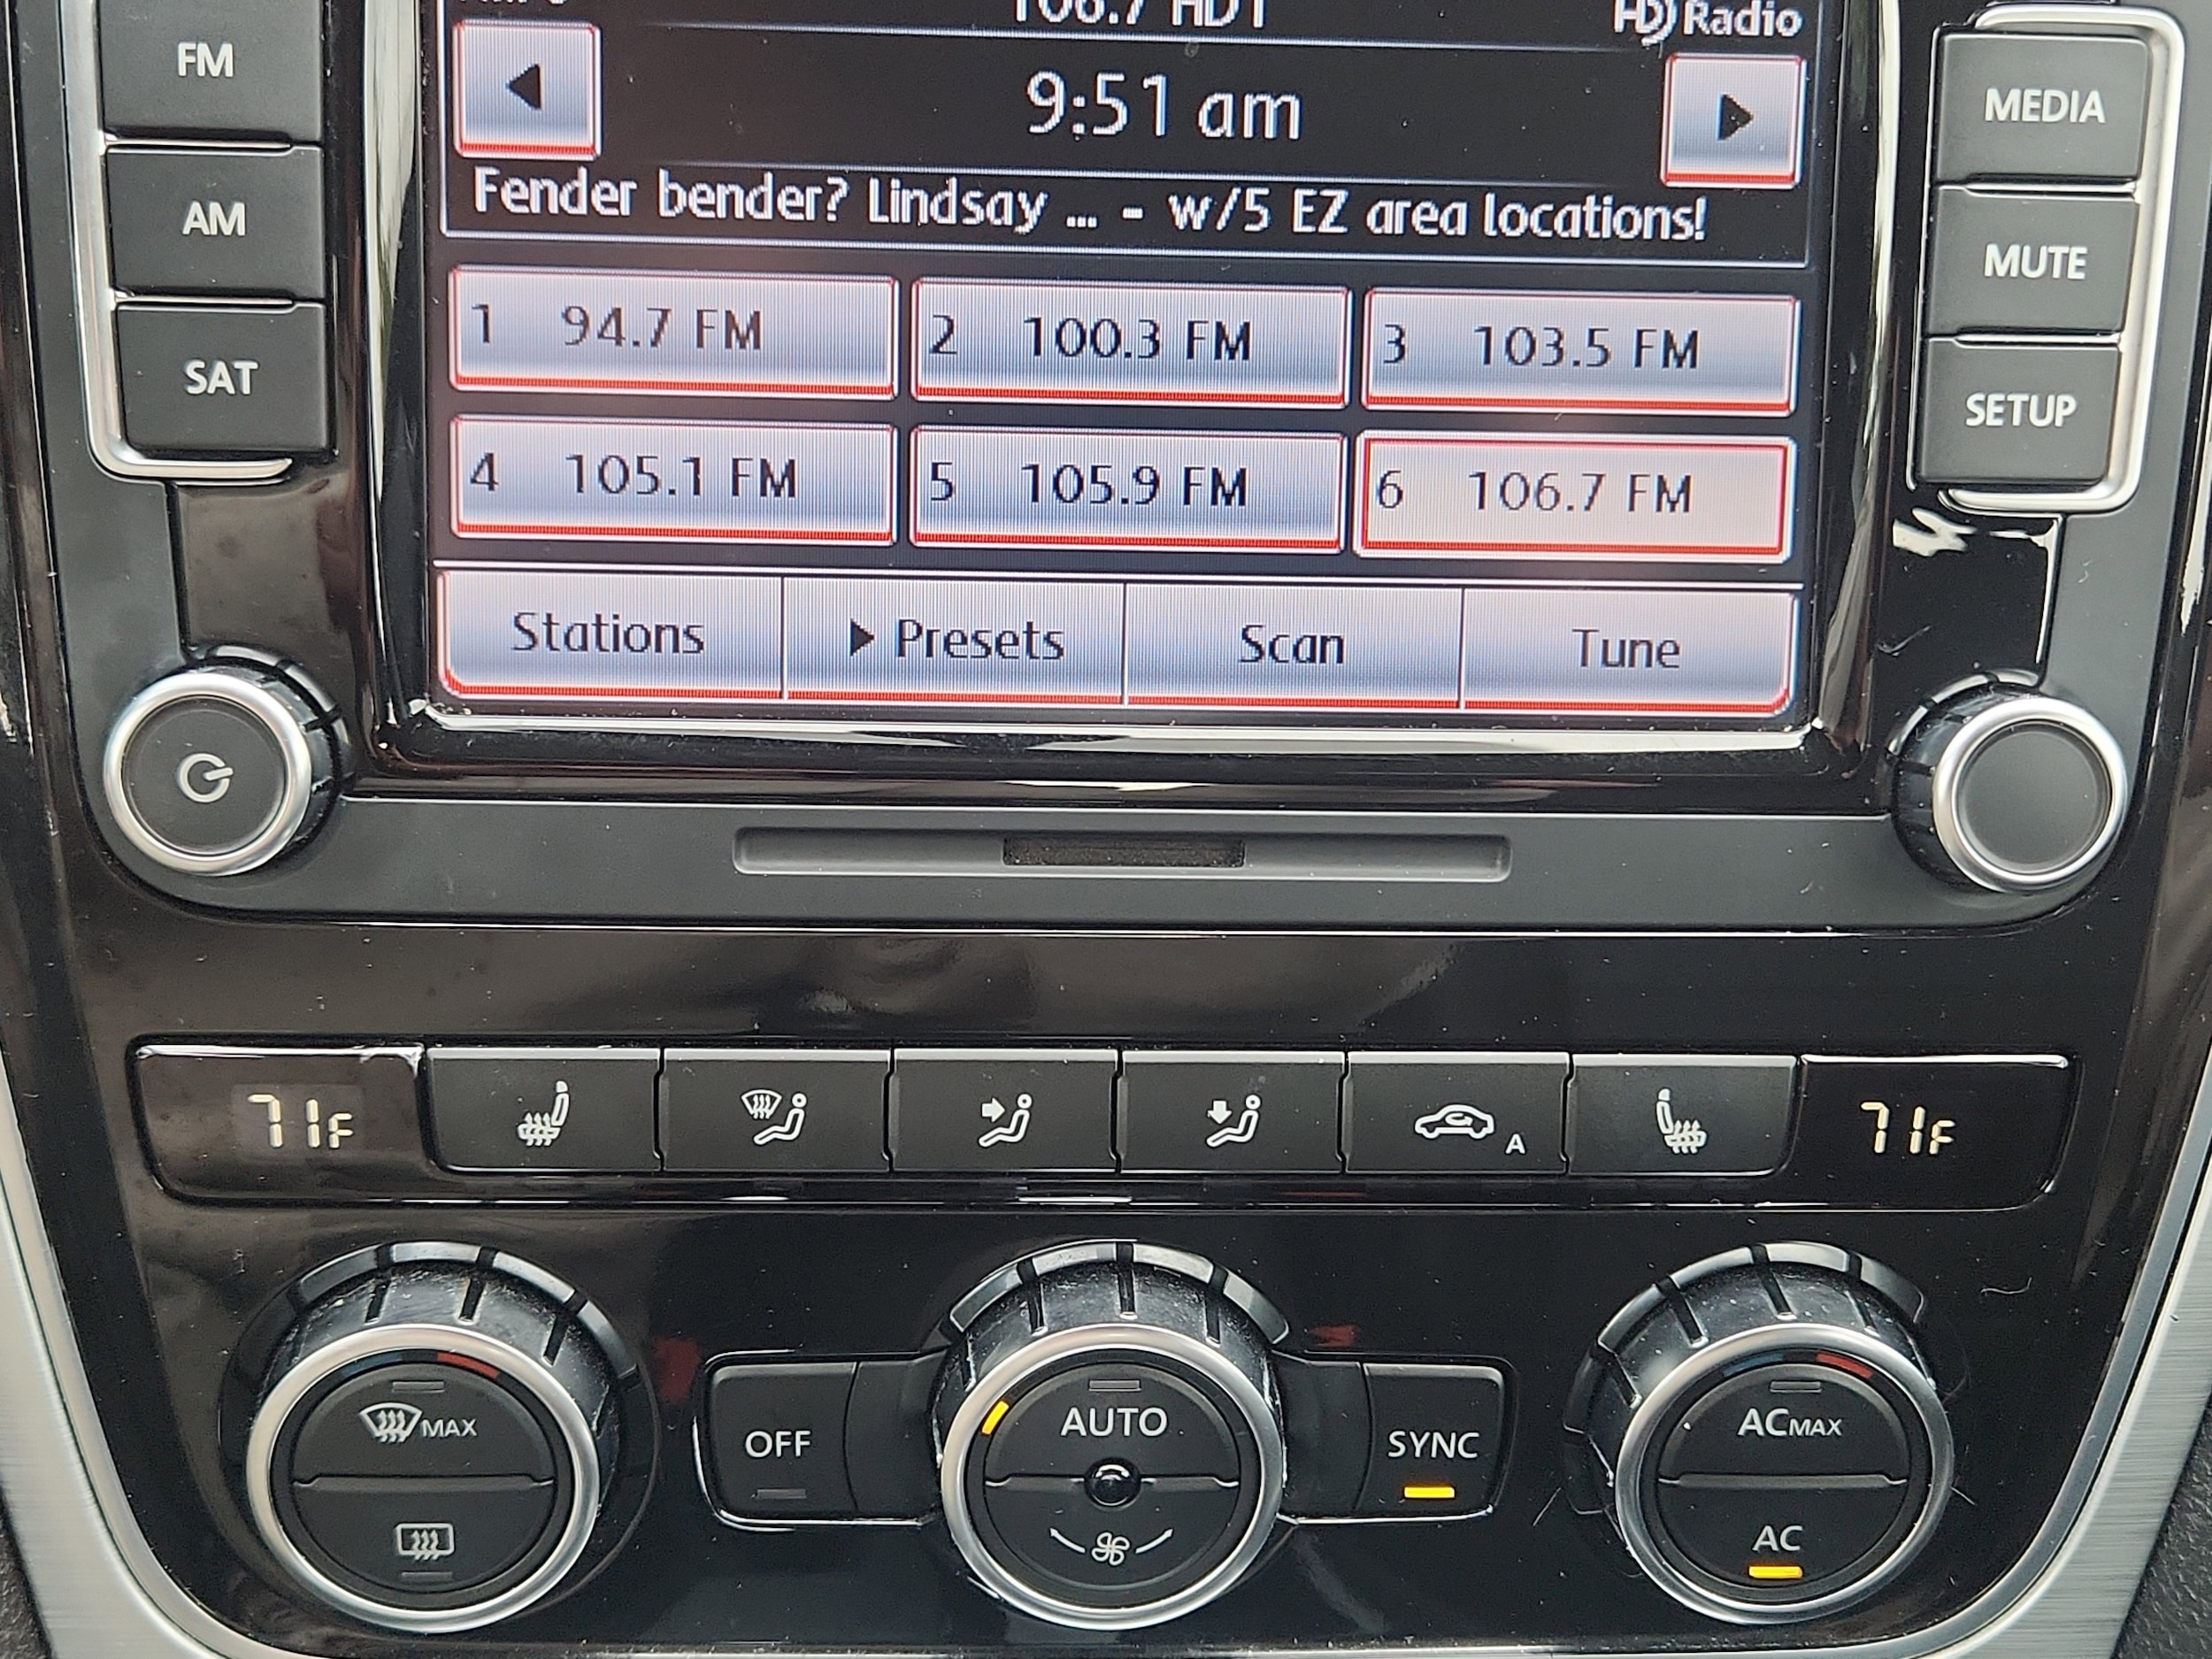 106.7 HD1
HD Radio
FM
9:51 am
MEDIA
AM
Fender bender? Lindsay ... - w/5 EZ area locations!
MUTE
1 94.7 FM
2 100.3 FM
3 103.5 FM
SAT
SETUP
4 105.1 FM
5 105.9 FM
6 106.7 FM
Stations
Presets
Scan
Tune
71F
A
71F
MAX
OFF
AUTO
SYNC
AC MAX
AC